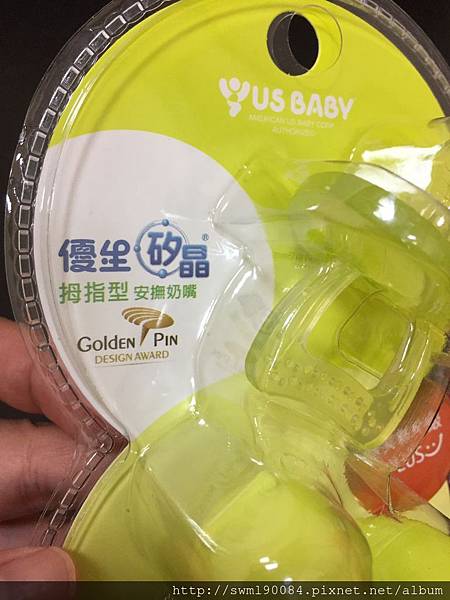 US BABY
AMERICAN US BABY CORP.
AUTHORIZED
優生矽晶®
拇指型 安撫奶嘴
GOLDEN PIN
DESIGN AWARD
http://swm190084.pixnet.net/album